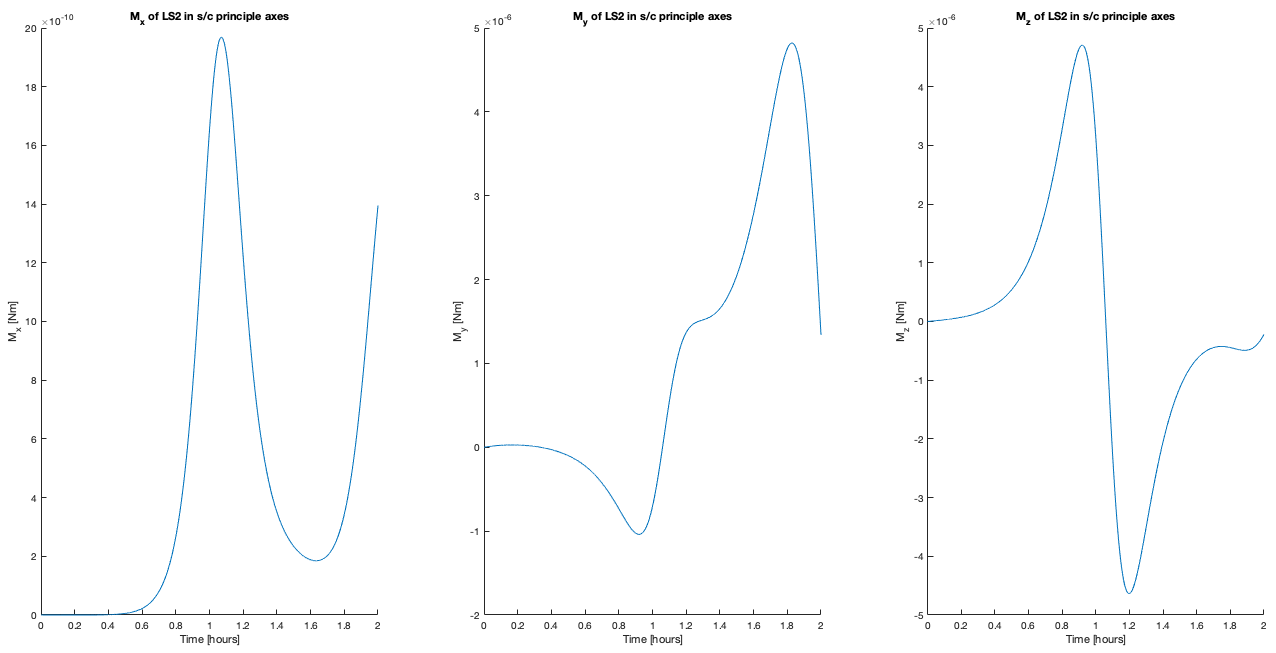 M_x of LS2 in s/c principle axes
×10^-10
20
18
16
14
12
10
8
6
4
2
0
M_x [Nm]
0 0.2 0.4 0.6 0.8 1 1.2 1.4 1.6 1.8 2
Time [hours]
M_y of LS2 in s/c principle axes
×10^-6
5
4
3
2
1
0
-1
-2
M_y [Nm]
0 0.2 0.4 0.6 0.8 1 1.2 1.4 1.6 1.8 2
Time [hours]
M_z of LS2 in s/c principle axes
×10^-6
5
4
3
2
1
0
-1
-2
-3
-4
-5
M_z [Nm]
0 0.2 0.4 0.6 0.8 1 1.2 1.4 1.6 1.8 2
Time [hours]